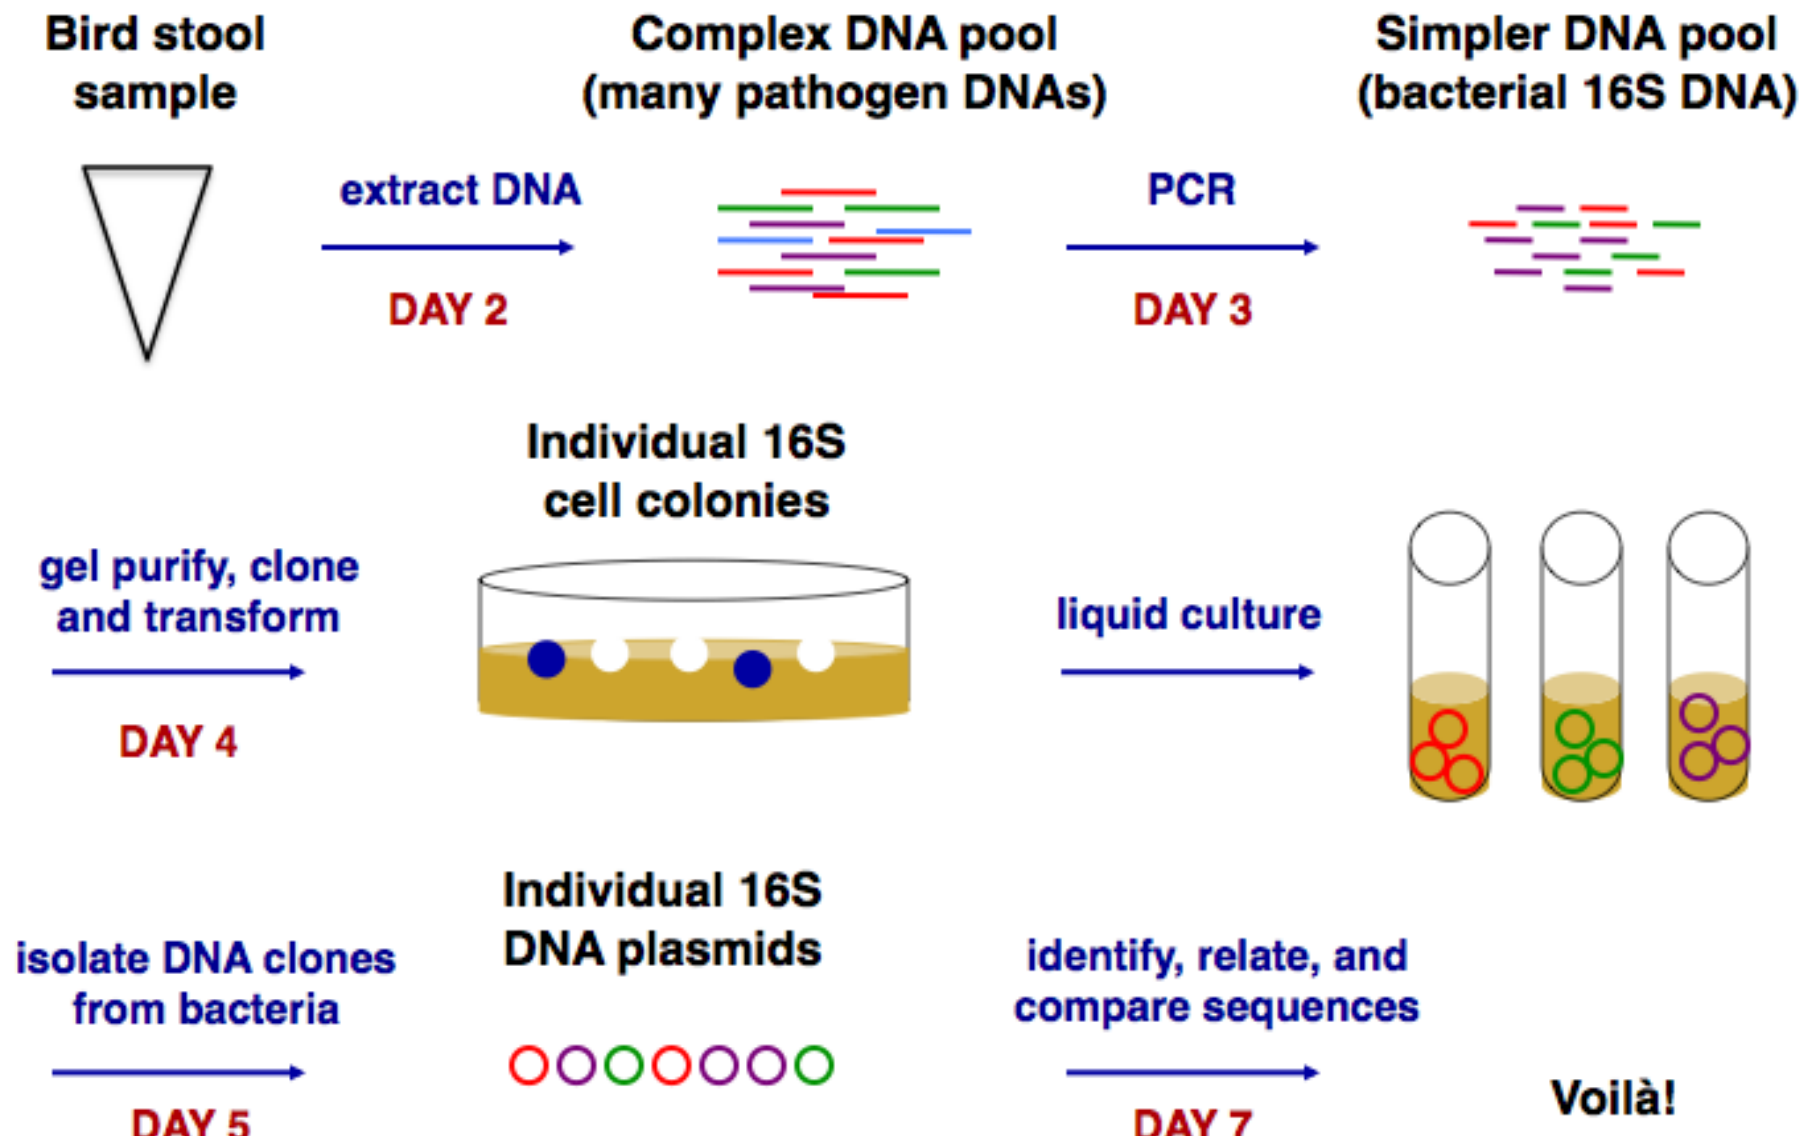 Bird stool
sample
Complex DNA pool
(many pathogen DNAs)
Simpler DNA pool
(bacterial 16S DNA)
extract DNA
DAY 2
PCR
DAY 3
Individual 16S
cell colonies
gel purify, clone
and transform
DAY 4
liquid culture
Individual 16S
DNA plasmids
isolate DNA clones
from bacteria
DAY 5
identify, relate, and
compare sequences
DAY 7
Voilà!